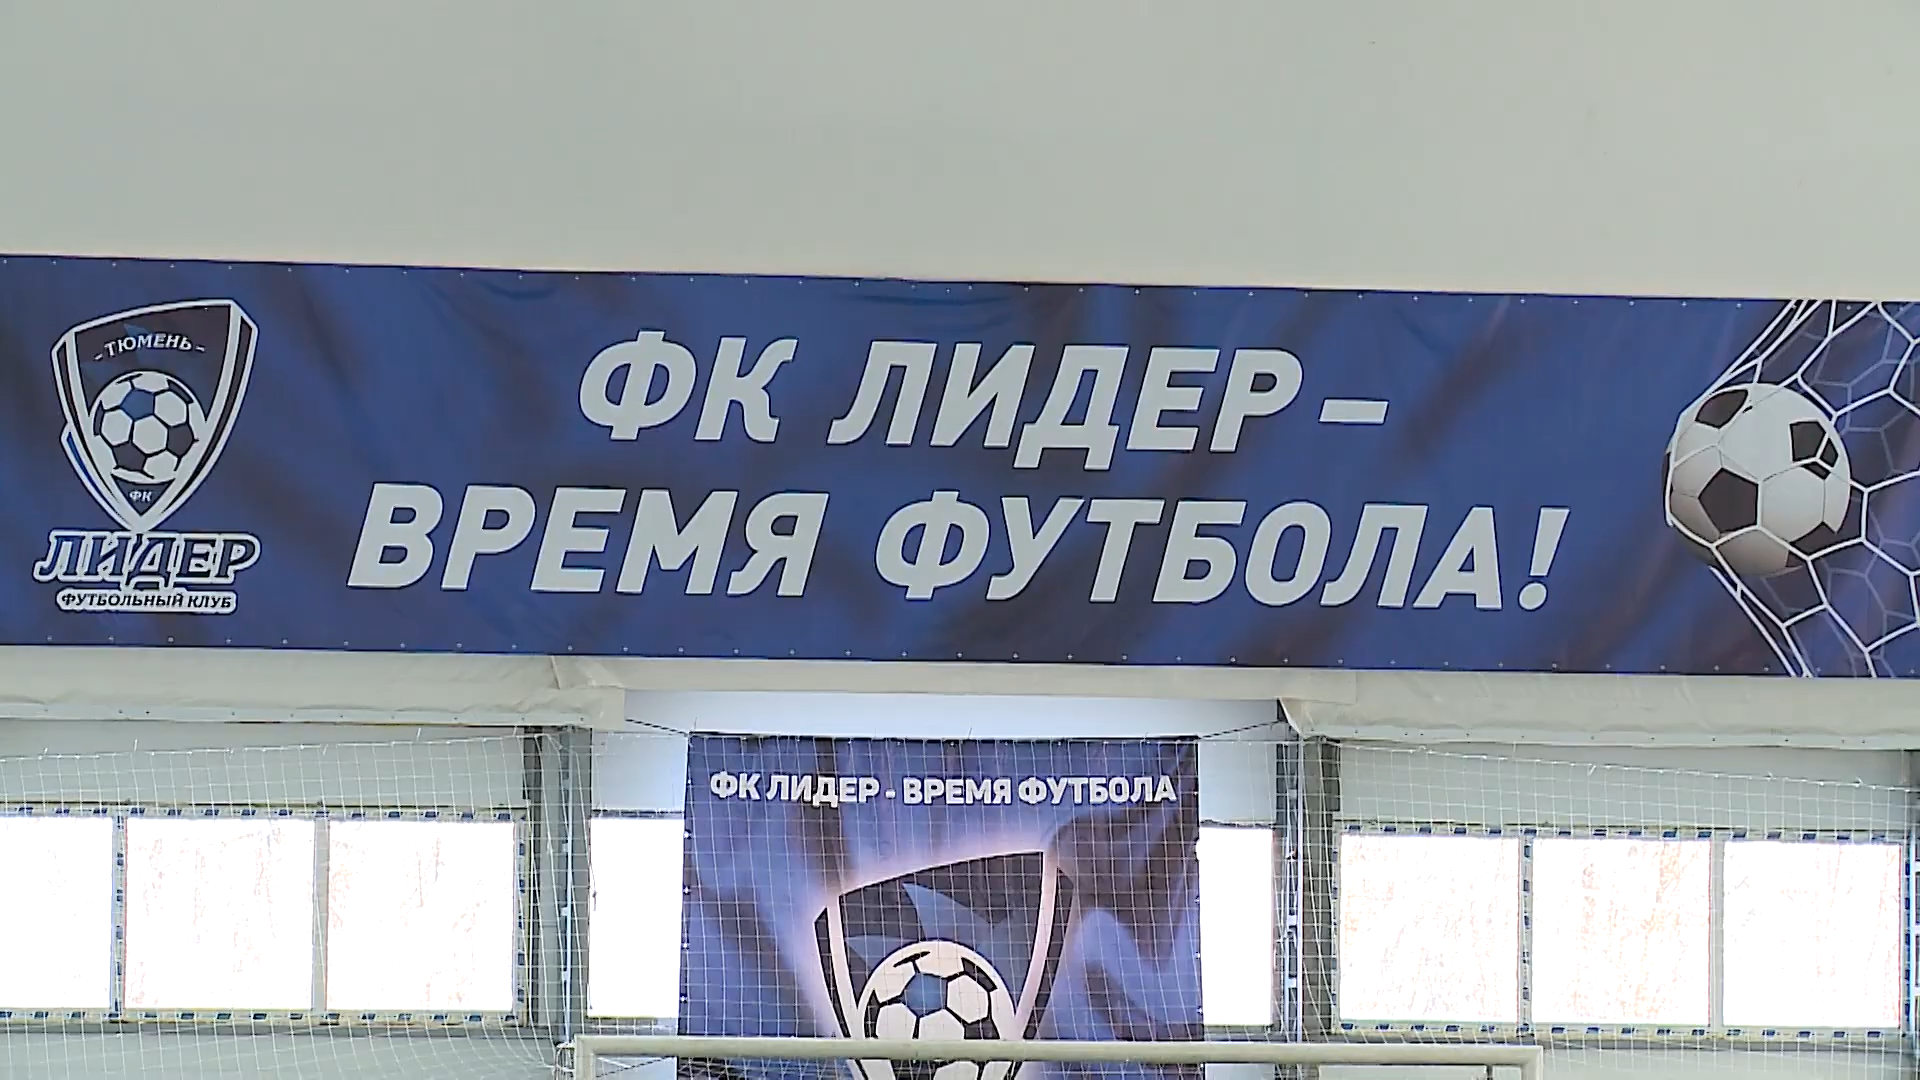 - ТЮМЕНЬ -
ФК
ЛИДЕР
ФУТБОЛЬНЫЙ КЛУБ
ФК ЛИДЕР –
ВРЕМЯ ФУТБОЛА!
ФК ЛИДЕР - ВРЕМЯ ФУТБОЛА